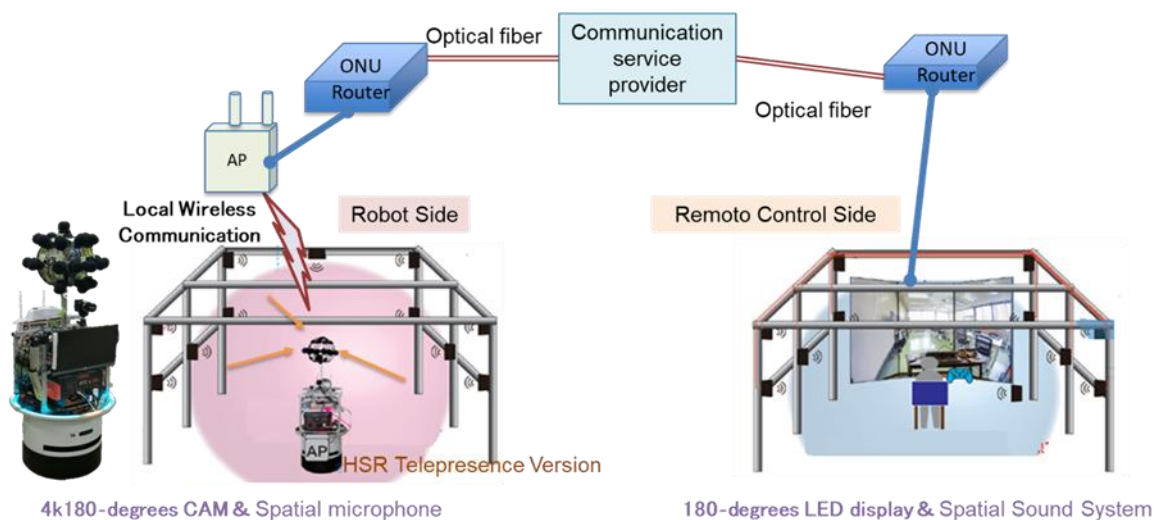 Optical fiber
Communication
service
provider
ONU
Router
ONU
Router
Optical fiber
AP
Local Wireless
Communication
Robot Side
Remoto Control Side
AP
HSR Telepresence Version
4k180-degrees CAM & Spatial microphone
180-degrees LED display & Spatial Sound System